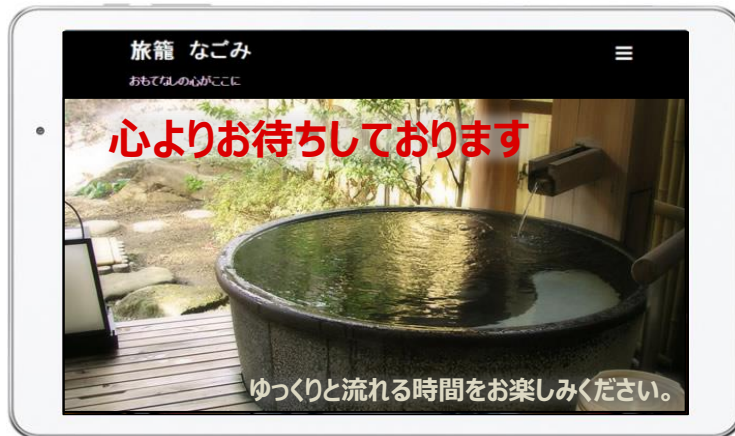 旅籠 なごみ
おもてなしの心がここに
心よりお待ちしております
ゆっくりと流れる時間をお楽しみください。